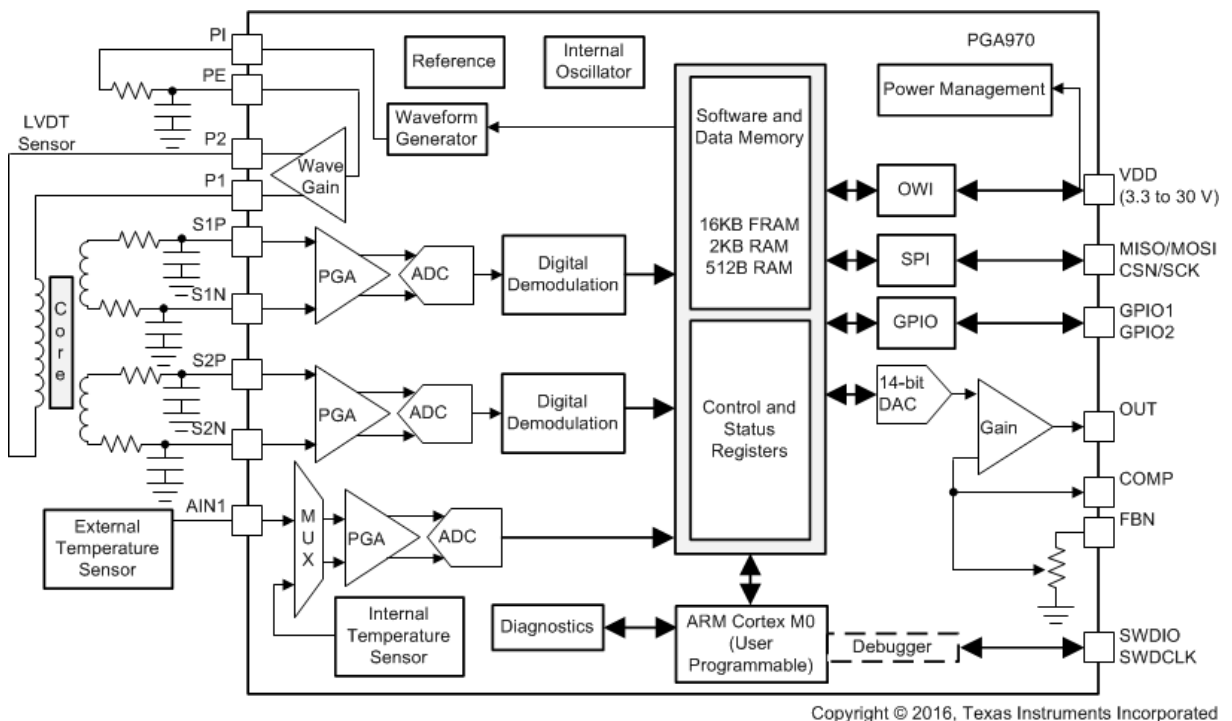 PI
PE
LVDT
Sensor
P2
P1
S1P
S1N
S2P
S2N
AIN1
Core
External
Temperature
Sensor
Reference
Internal
Oscillator
PGA970
Waveform
Generator
Wave
Gain
PGA
ADC
Digital
Demodulation
PGA
ADC
Digital
Demodulation
MUX
PGA
ADC
Internal
Temperature
Sensor
Software and
Data Memory
16KB FRAM
2KB RAM
512B RAM
Control and
Status
Registers
Diagnostics
ARM Cortex M0
(User
Programmable)
Debugger
Power Management
OWI
SPI
GPIO
14-bit
DAC
Gain
VDD
(3.3 to 30 V)
MISO/MOSI
CSN/SCK
GPIO1
GPIO2
OUT
COMP
FBN
SWDIO
SWDCLK
Copyright © 2016, Texas Instruments Incorporated